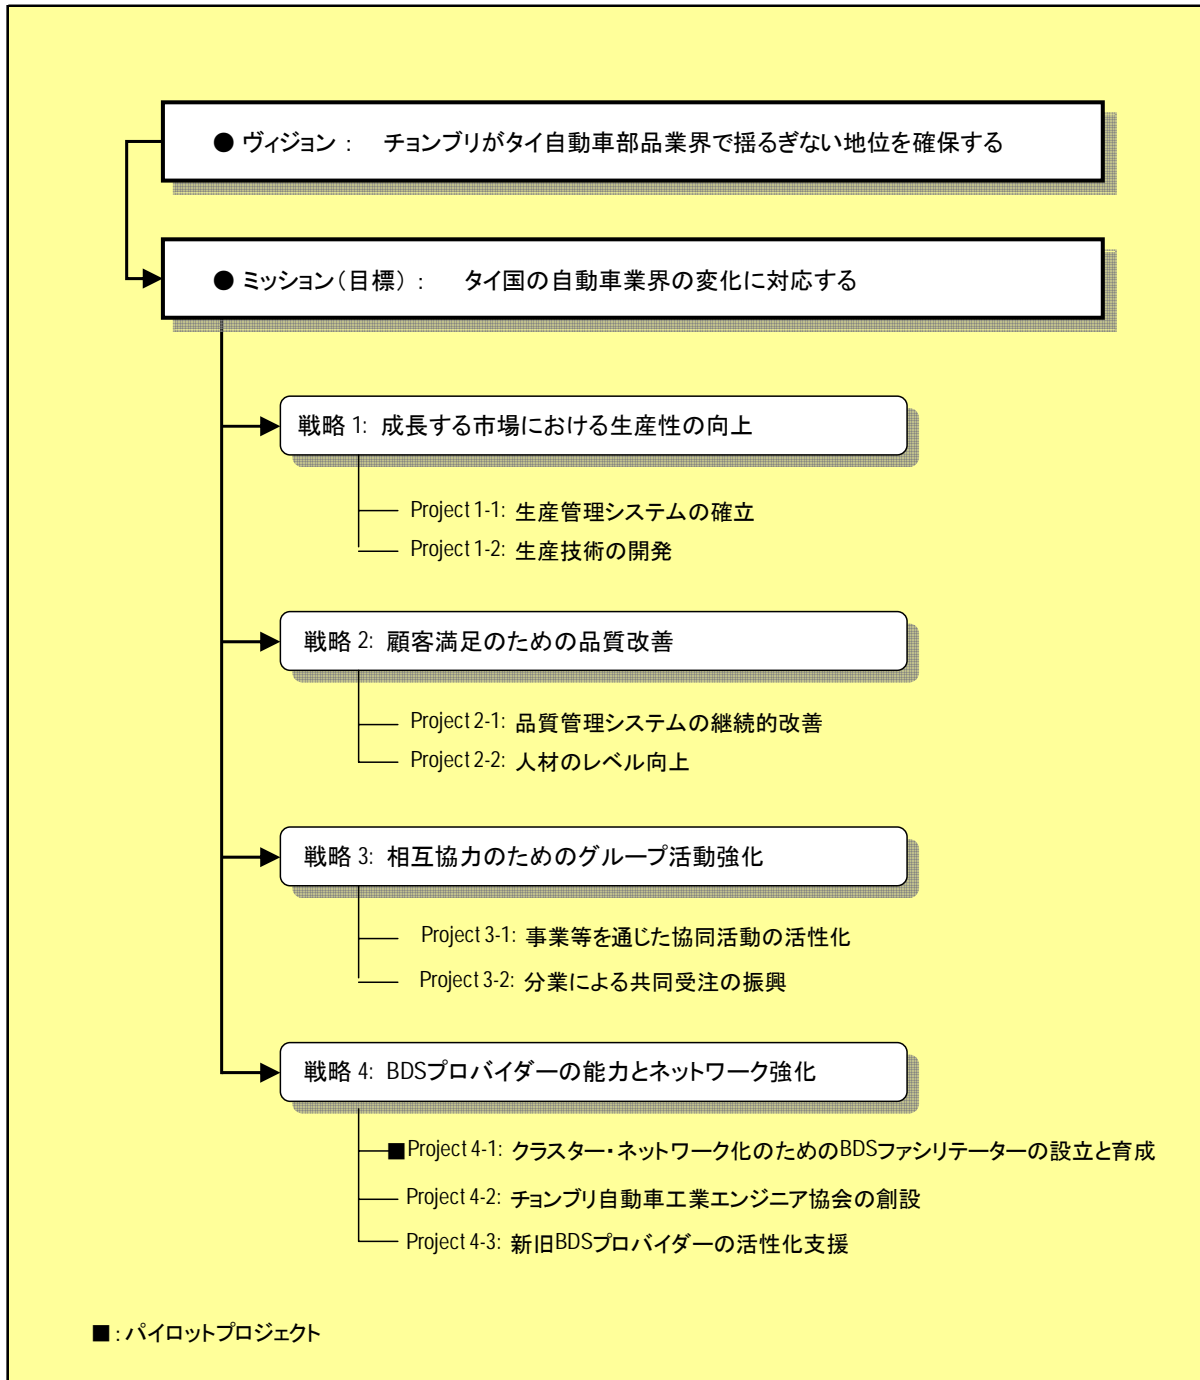 ● ヴィジョン： チョンブリがタイ自動車部品業界で揺るぎない地位を確保する
● ミッション（目標）： タイ国の自動車業界の変化に対応する
戦略 1: 成長する市場における生産性の向上
Project 1-1: 生産管理システムの確立
Project 1-2: 生産技術の開発
戦略 2: 顧客満足のための品質改善
Project 2-1: 品質管理システムの継続的改善
Project 2-2: 人材のレベル向上
戦略 3: 相互協力のためのグループ活動強化
Project 3-1: 事業等を通じた協同活動の活性化
Project 3-2: 分業による共同受注の振興
戦略 4: BDSプロバイダーの能力とネットワーク強化
■Project 4-1: クラスター・ネットワーク化のためのBDSファシリテーターの設立と育成
Project 4-2: チョンブリ自動車工業エンジニア協会の創設
Project 4-3: 新旧BDSプロバイダーの活性化支援
■：パイロットプロジェクト